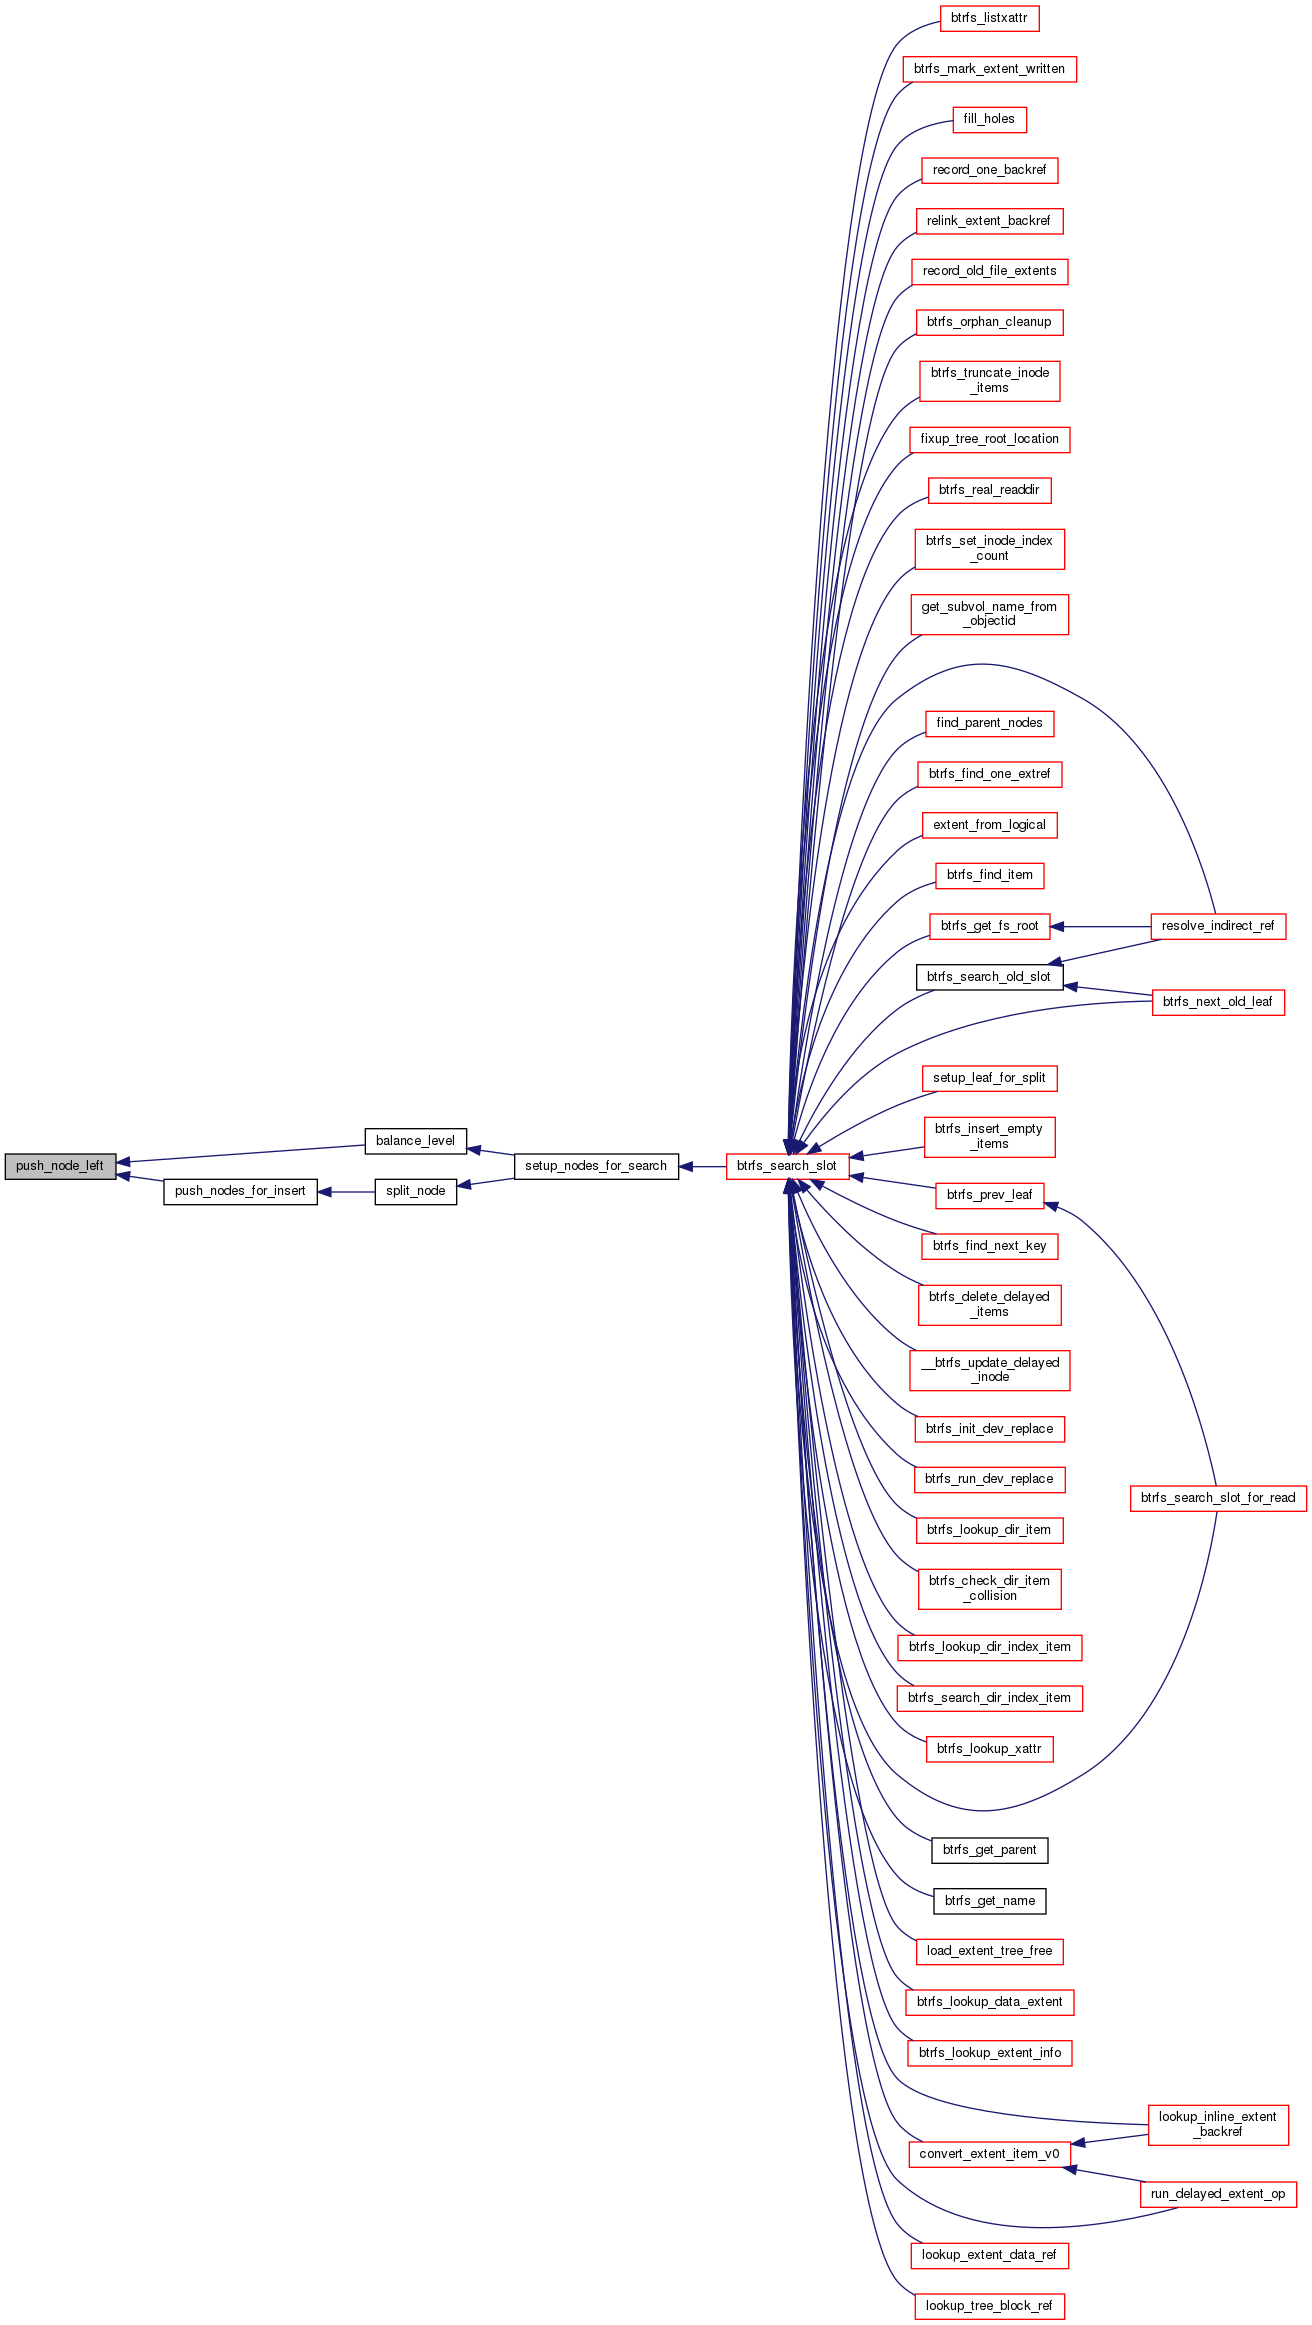 btrfs_listxattr
btrfs_mark_extent_written
fill_holes
record_one_backref
relink_extent_backref
record_old_file_extents
btrfs_orphan_cleanup
btrfs_truncate_inode
_items
fixup_tree_root_location
btrfs_real_readdir
btrfs_set_inode_index
_count
get_subvol_name_from
_objectid
find_parent_nodes
btrfs_find_one_extref
extent_from_logical
btrfs_find_item
btrfs_get_fs_root
resolve_indirect_ref
btrfs_search_old_slot
btrfs_next_old_leaf
setup_leaf_for_split
btrfs_insert_empty
_items
balance_level
push_node_left
setup_nodes_for_search
btrfs_search_slot
push_nodes_for_insert
split_node
btrfs_prev_leaf
btrfs_find_next_key
btrfs_delete_delayed
_items
__btrfs_update_delayed
_inode
btrfs_init_dev_replace
btrfs_run_dev_replace
btrfs_search_slot_for_read
btrfs_lookup_dir_item
btrfs_check_dir_item
_collision
btrfs_lookup_dir_index_item
btrfs_search_dir_index_item
btrfs_lookup_xattr
btrfs_get_parent
btrfs_get_name
load_extent_tree_free
btrfs_lookup_data_extent
btrfs_lookup_extent_info
lookup_inline_extent
_backref
convert_extent_item_v0
run_delayed_extent_op
lookup_extent_data_ref
lookup_tree_block_ref